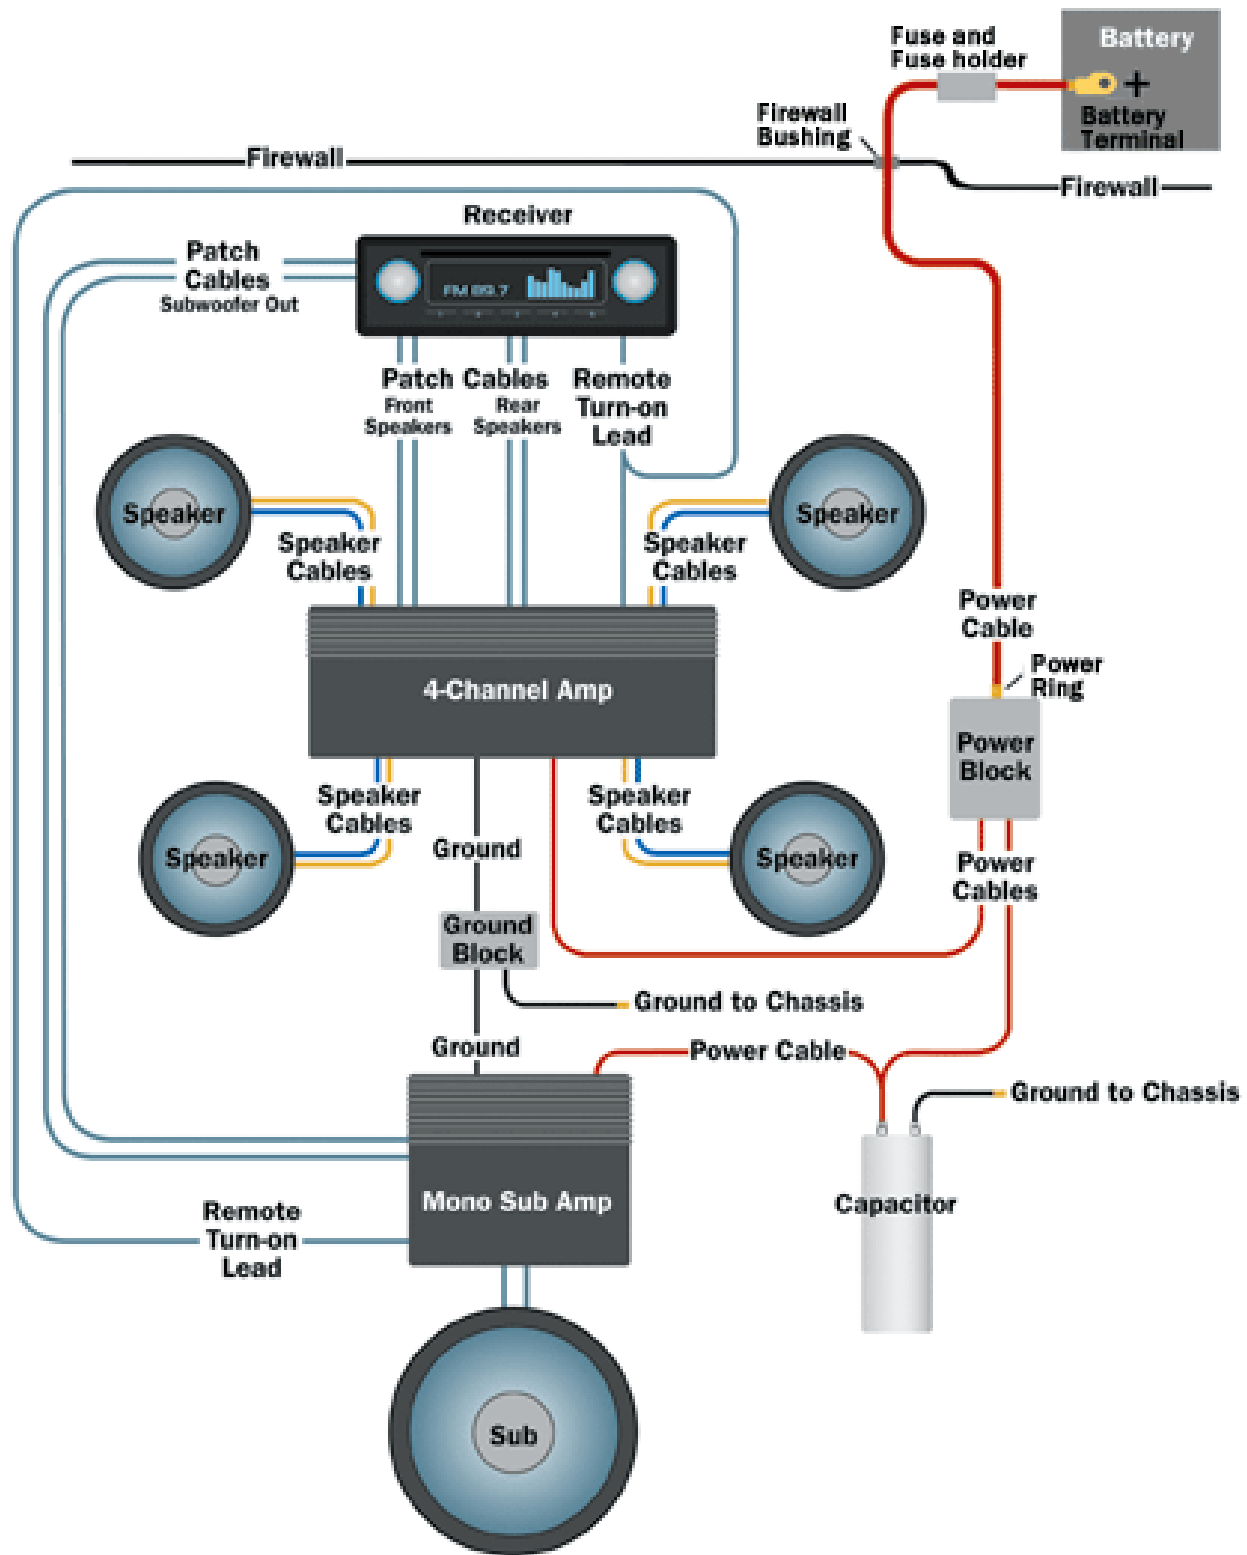 Battery
Fuse and
Fuse holder
+
Battery
Terminal
Firewall
Bushing
Firewall
Firewall
Receiver
Patch
Cables
Subwoofer Out
FM 89.7
Patch Cables
Front
Speakers
Rear
Speakers
Remote
Turn-on
Lead
Speaker
Speaker
Speaker
Cables
Speaker
Cables
Power
Cable
Power
Ring
4-Channel Amp
Power
Block
Speaker
Cables
Speaker
Cables
Ground
Speaker
Speaker
Power
Cables
Ground
Block
Ground to Chassis
Ground
Power Cable
Ground to Chassis
Mono Sub Amp
Capacitor
Remote
Turn-on
Lead
Sub